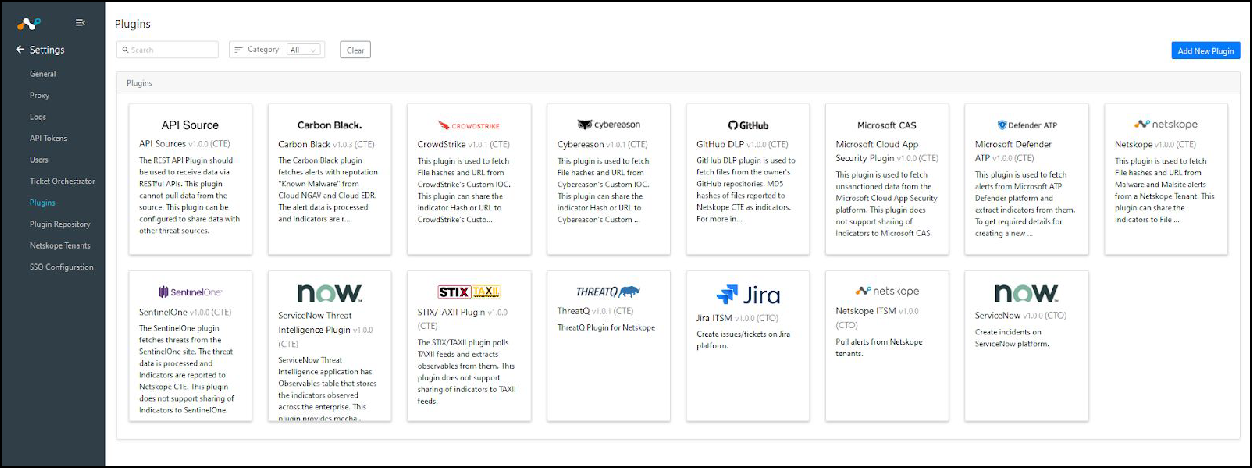 Settings
General
Proxy
Logs
API Tokens
Users
Ticket Orchestrator
Plugins
Plugin Repository
Netskope Tenants
SSO Configuration
Plugins
Search
Category
All
Clear
Add New Plugin
Plugins
API Source
API Sources v1.0.0 (CTE)
The REST API Plugin should
be used to receive data via
RESTful APIs. This plugin
cannot pull data from the
source. This plugin can be
configured to share data with
other threat sources.
Carbon Black.
Carbon Black v1.0.3 (CTE)
The Carbon Black plugin
fetches alerts with reputation
"Known Malware" from
Cloud NGAV and Cloud EDR.
The alert data is processed
and indicators are r...
CROWDSTRIKE
CrowdStrike v1.0.1 (CTE)
This plugin is used to fetch
File hashes and URL from
CrowdStrike's Custom IOC.
This plugin can share the
indicator Hash or URL to
CrowdStrike's Custo...
cybereason
Cybereason v1.0.1 (CTE)
This plugin is used to fetch
File hashes and URL from
Cybereason's Custom IOC.
This plugin can share the
indicator Hash or URL to
Cybereason's Custom ...
GitHub
GitHub DLP v1.0.0 (CTE)
GitHub DLP plugin is used to
fetch files from the owner's
GitHub repositories. MD5
hashes of files reported to
Netskope CTE as indicators.
For more in...
Microsoft CAS
Microsoft Cloud App
Security Plugin v1.0.0 (CTE)
This plugin is used to fetch
unsanctioned data from the
Microsoft Cloud App Security
platform. This plugin does
not support sharing of
Indicators to Microsoft CAS
Defender ATP
Microsoft Defender
ATP v1.0.0 (CTE)
This plugin is used to fetch
alerts from Microsoft ATP
Defender platform and
extract indicators from them.
To get required details for
creating a new ...
netskope
Netskope v1.0.0 (CTE)
This plugin is used to fetch
File hashes and URL from
Malware and Malsite alerts
from a Netskope Tenant. This
plugin can share the
indicators to File ...
SentinelOne
SentinelOne v1.0.0 (CTE)
The SentinelOne plugin
fetches threats from the
SentinelOne site. The threat
data is processed and
Indicators are reported to
Netskope CTE. This plugin
does not support sharing of
Indicators to SentinelOne
now
ServiceNow Threat
Intelligence Plugin v1.0.0
(CTE)
ServiceNow Threat
Intelligence application has
Observables table that stores
the indicators observed
across the enterprise. This
plugin provides mecha
STIX TAXII
STIX/TAXII Plugin v1.0.0
(CTE)
The STIX/TAXII plugin polls
TAXII feeds and extracts
observables from them. This
plugin does not support
sharing of indicators to TAXII
feeds.
THREATQ
ThreatQ v1.0.1 (CTE)
ThreatQ Plugin for Netskope
Jira
Jira ITSM v1.0.0 (CTO)
Create issues/tickets on Jira
platform.
netskope
Netskope ITSM v1.0.0
(CTO)
Pull alerts from Netskope
tenants.
now
ServiceNow v1.0.0 (CTO)
Create incidents on
ServiceNow platform.